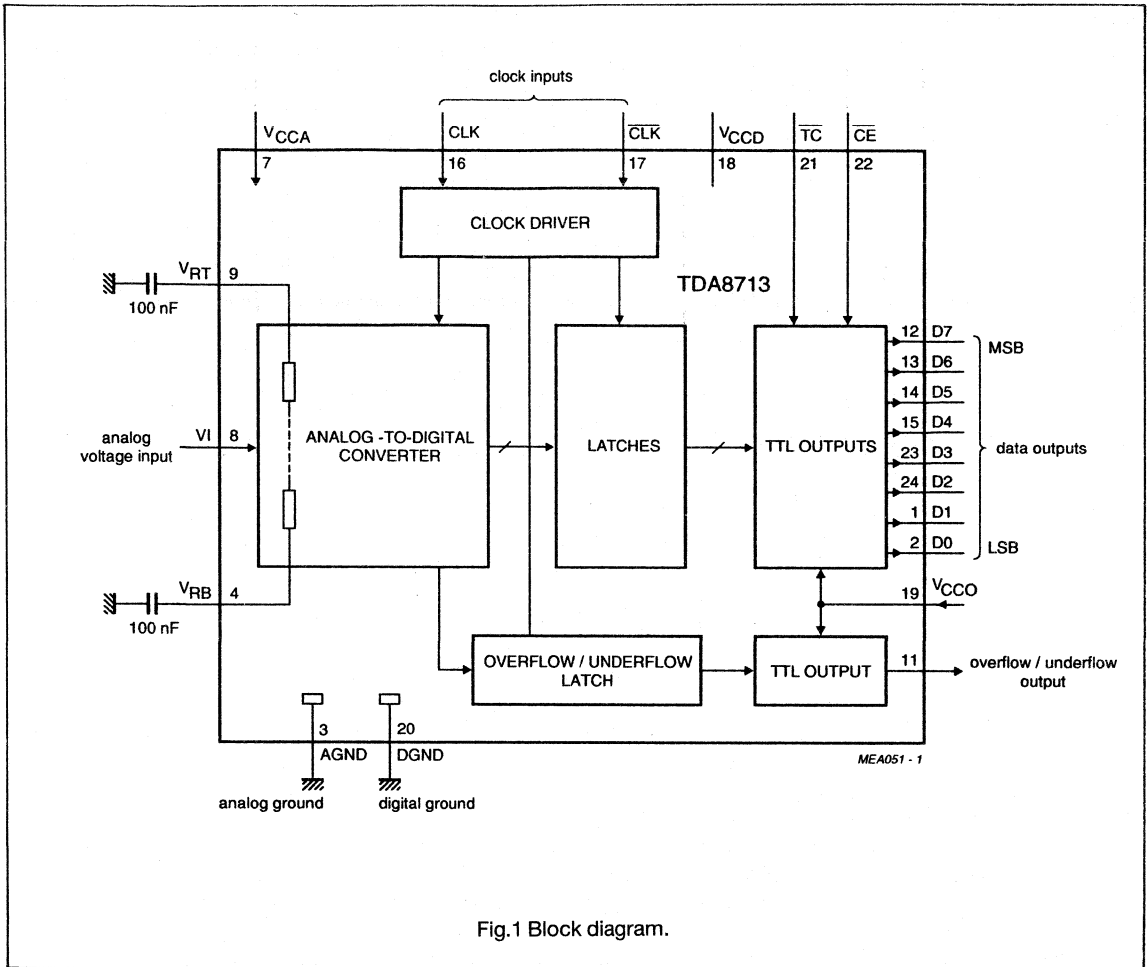 clock inputs
VCCA
CLK
C̅L̅K̅
VCCD
T̅C̅
C̅E̅
7
16
17
18
21
22
CLOCK DRIVER
TDA8713
VRT
9
100 nF
12 D7
MSB
13 D6
14 D5
15 D4
23 D3
24 D2
1 D1
2 D0
LSB
data outputs
analog
voltage input
VI
8
ANALOG -TO-DIGITAL
CONVERTER
LATCHES
TTL OUTPUTS
VRB
4
100 nF
19
VCCO
OVERFLOW / UNDERFLOW
LATCH
TTL OUTPUT
11
overflow / underflow
output
3
20
AGND
DGND
analog ground
digital ground
MEA051 - 1
Fig.1 Block diagram.